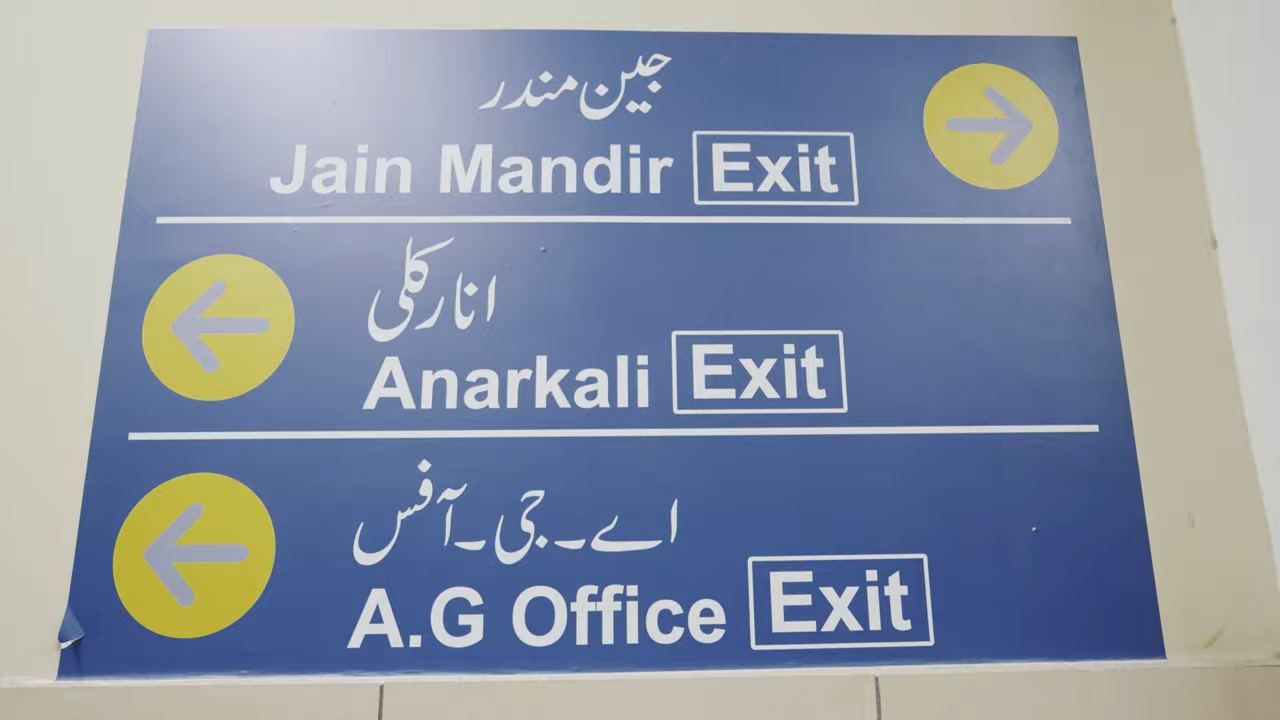 جین مندر
Jain Mandir Exit
انارکلی
Anarkali Exit
اے۔جی۔آفس
A.G Office Exit